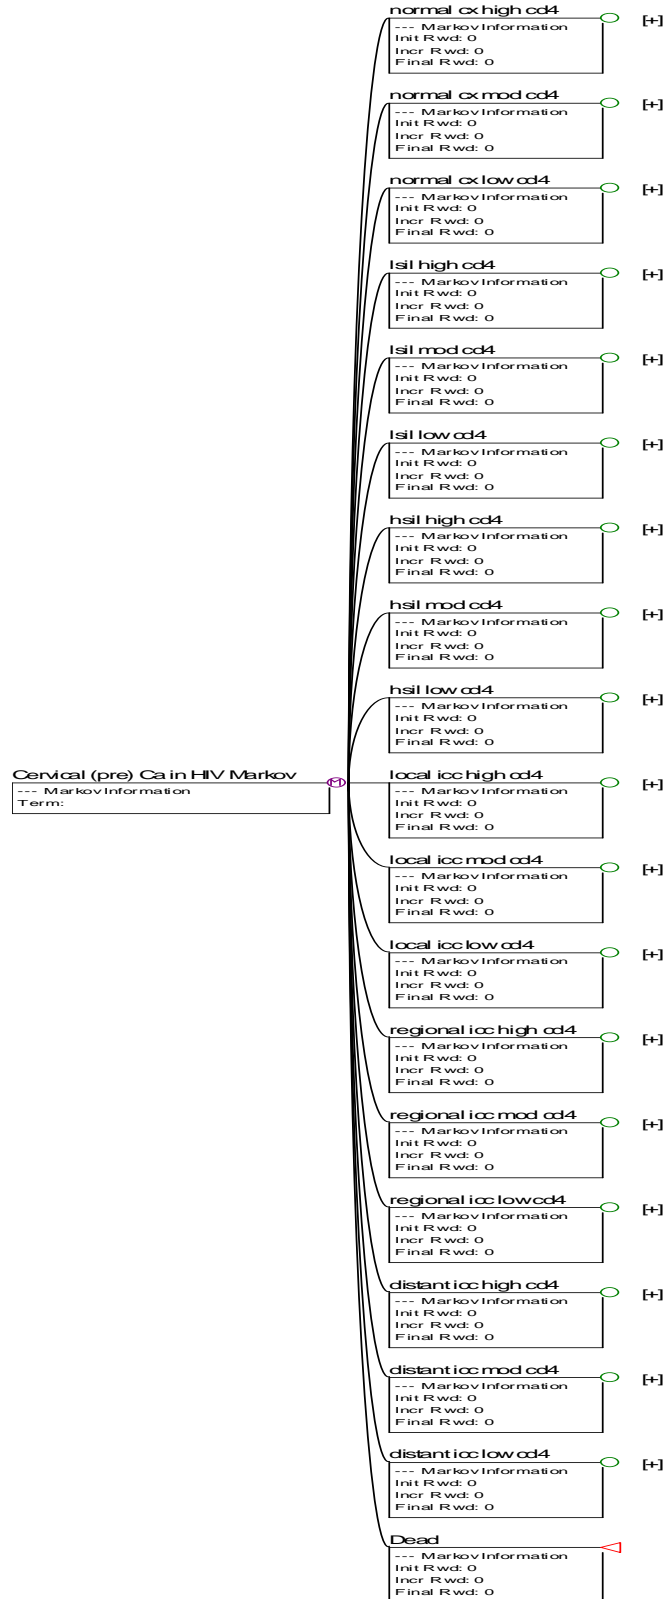 normal cx high cd4
--- Markov Information
Init Rwd: 0
Incr Rwd: 0
Final Rwd: 0
[+]
normal cx mod cd4
--- Markov Information
Init Rwd: 0
Incr Rwd: 0
Final Rwd: 0
[+]
normal cx low cd4
--- Markov Information
Init Rwd: 0
Incr Rwd: 0
Final Rwd: 0
[+]
lsil high cd4
--- Markov Information
Init Rwd: 0
Incr Rwd: 0
Final Rwd: 0
[+]
lsil mod cd4
--- Markov Information
Init Rwd: 0
Incr Rwd: 0
Final Rwd: 0
[+]
lsil low cd4
--- Markov Information
Init Rwd: 0
Incr Rwd: 0
Final Rwd: 0
[+]
hsil high cd4
--- Markov Information
Init Rwd: 0
Incr Rwd: 0
Final Rwd: 0
[+]
hsil mod cd4
--- Markov Information
Init Rwd: 0
Incr Rwd: 0
Final Rwd: 0
[+]
hsil low cd4
--- Markov Information
Init Rwd: 0
Incr Rwd: 0
Final Rwd: 0
[+]
Cervical (pre) Ca in HIV Markov
--- Markov Information
Term:
M
local icc high cd4
--- Markov Information
Init Rwd: 0
Incr Rwd: 0
Final Rwd: 0
[+]
local icc mod cd4
--- Markov Information
Init Rwd: 0
Incr Rwd: 0
Final Rwd: 0
[+]
local icc low cd4
--- Markov Information
Init Rwd: 0
Incr Rwd: 0
Final Rwd: 0
[+]
regional icc high cd4
--- Markov Information
Init Rwd: 0
Incr Rwd: 0
Final Rwd: 0
[+]
regional icc mod cd4
--- Markov Information
Init Rwd: 0
Incr Rwd: 0
Final Rwd: 0
[+]
regional icc low cd4
--- Markov Information
Init Rwd: 0
Incr Rwd: 0
Final Rwd: 0
[+]
distant icc high cd4
--- Markov Information
Init Rwd: 0
Incr Rwd: 0
Final Rwd: 0
[+]
distant icc mod cd4
--- Markov Information
Init Rwd: 0
Incr Rwd: 0
Final Rwd: 0
[+]
distant icc low cd4
--- Markov Information
Init Rwd: 0
Incr Rwd: 0
Final Rwd: 0
[+]
Dead
--- Markov Information
Init Rwd: 0
Incr Rwd: 0
Final Rwd: 0